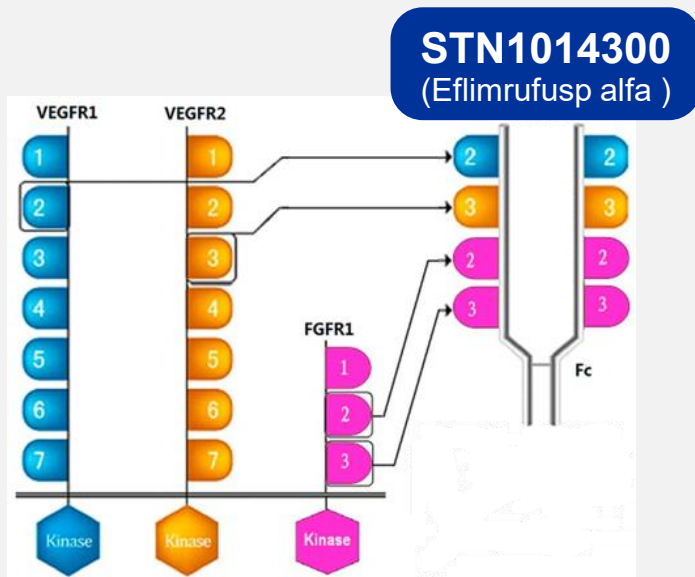 STN1014300
(Eflimrufusp alfa )
VEGFR1 VEGFR2
1 1 2 2
2 2 3 3
3 3 2 2
4 4 3 3
FGFR1
5 5 1 Fc
6 6 2
7 7 3
Kinase Kinase Kinase